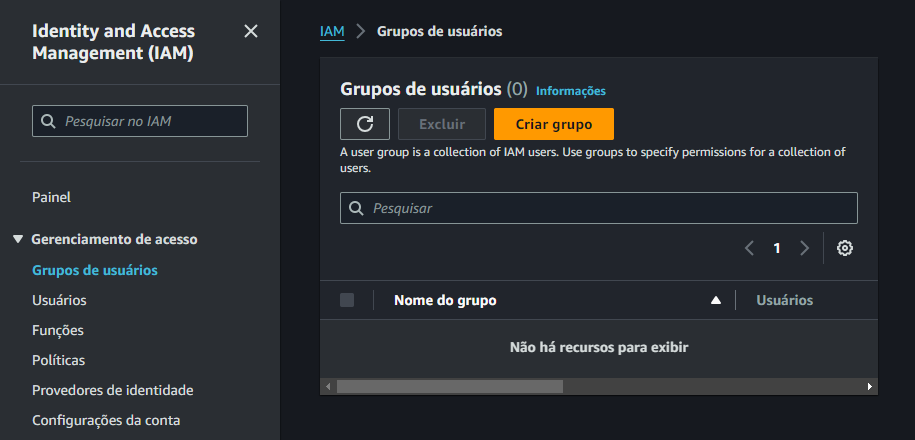 Identity and Access
Management (IAM)
Pesquisar no IAM
Painel
Gerenciamento de acesso
Grupos de usuários
Usuários
Funções
Políticas
Provedores de identidade
Configurações da conta
IAM > Grupos de usuários
Grupos de usuários (0) Informações
Excluir Criar grupo
A user group is a collection of IAM users. Use groups to specify permissions for a collection of
users.
Pesquisar
1
Nome do grupo Usuários
Não há recursos para exibir